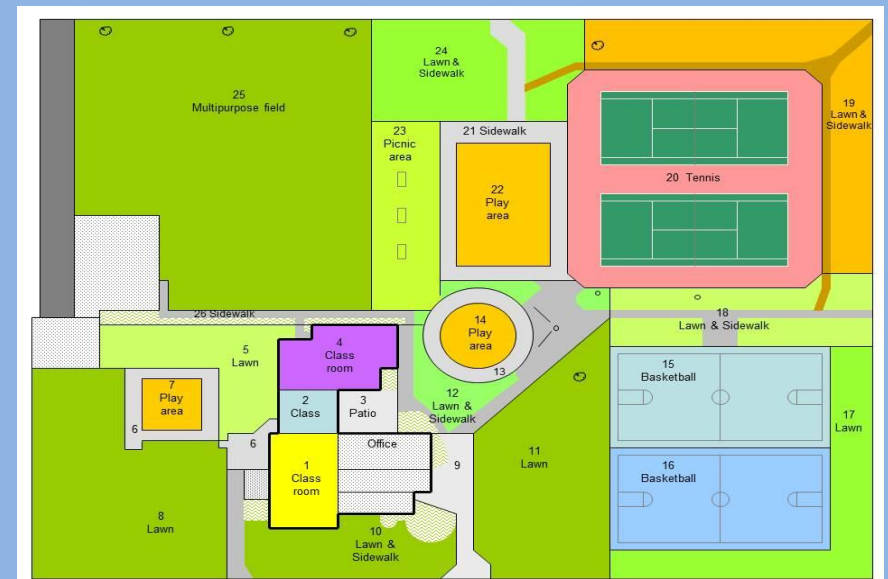 24
Lawn &
Sidewalk
25
Multipurpose field
19
Lawn &
Sidewalk
23
Picnic
area
21 Sidewalk
20 Tennis
22
Play
area
26 Sidewalk
14
Play
area
18
Lawn & Sidewalk
4
Class
room
5
Lawn
13
15
Basketball
7
Play
area
2
Class
3
Patio
12
Lawn &
Sidewalk
17
Lawn
6
6
Office
9
11
Lawn
1
Class
room
16
Basketball
8
Lawn
10
Lawn &
Sidewalk